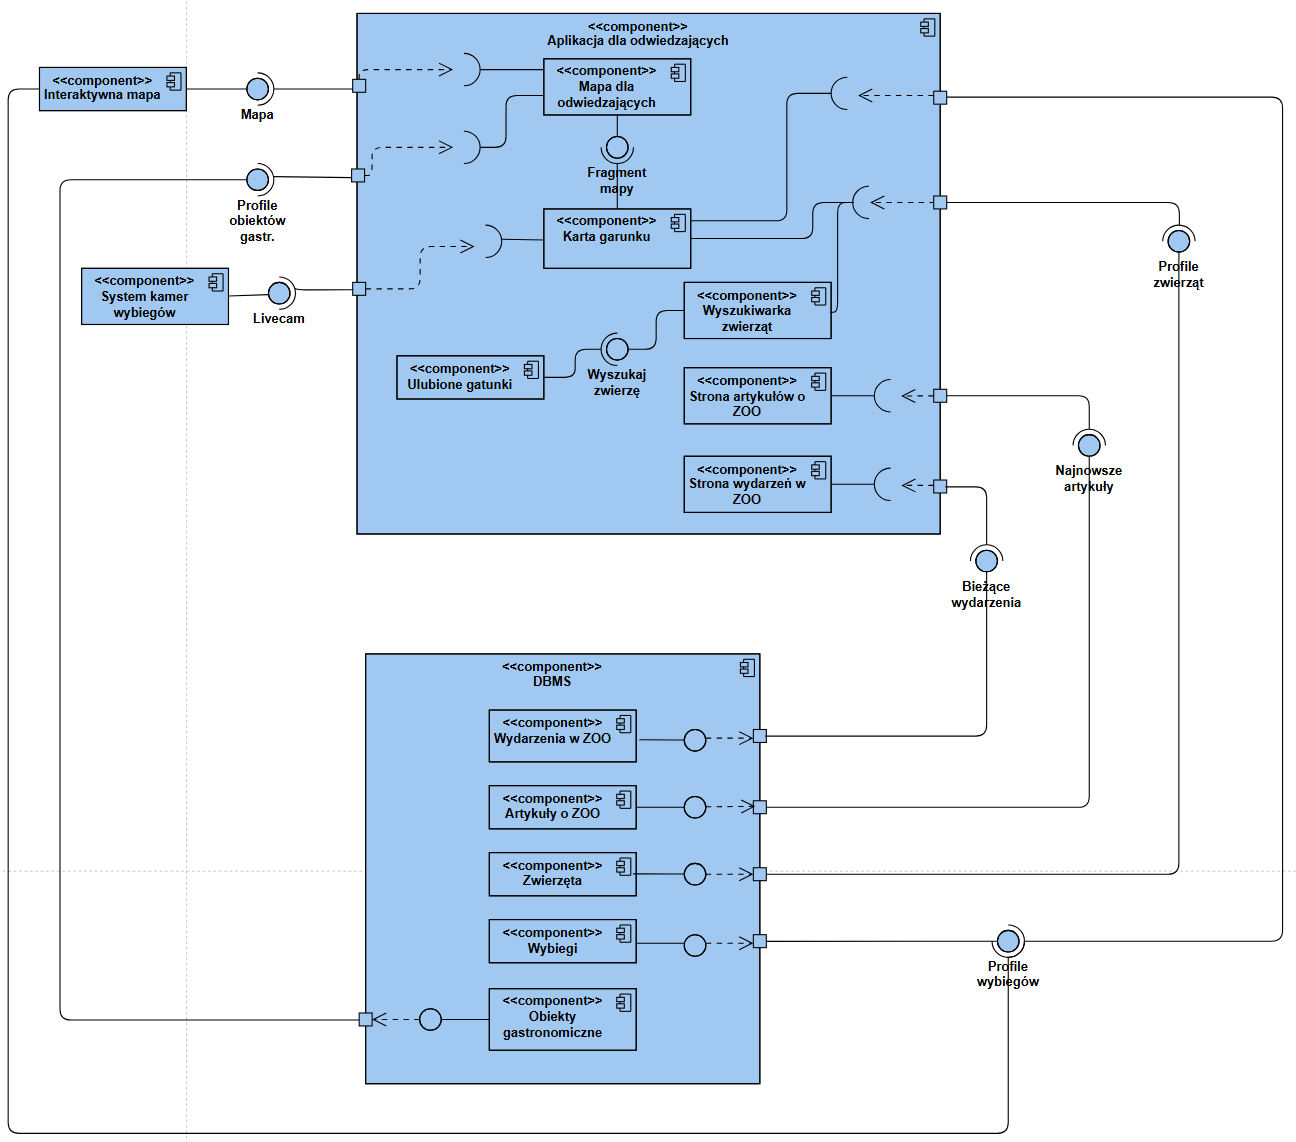 <<component>>
Aplikacja dla odwiedzających
<<component>>
Interaktywna mapa
Mapa
<<component>>
Mapa dla
odwiedzających
Fragment
mapy
Profile
obiektów
gastr.
<<component>>
Karta garunku
<<component>>
System kamer
wybiegów
Livecam
<<component>>
Wyszukiwarka
zwierząt
Profile
zwierząt
<<component>>
Ulubione gatunki
Wyszukaj
zwierzę
<<component>>
Strona artykułów o
ZOO
<<component>>
Strona wydarzeń w
ZOO
Najnowsze
artykuły
Bieżące
wydarzenia
<<component>>
DBMS
<<component>>
Wydarzenia w ZOO
<<component>>
Artykuły o ZOO
<<component>>
Zwierzęta
<<component>>
Wybiegi
Profile
wybiegów
<<component>>
Obiekty
gastronomiczne